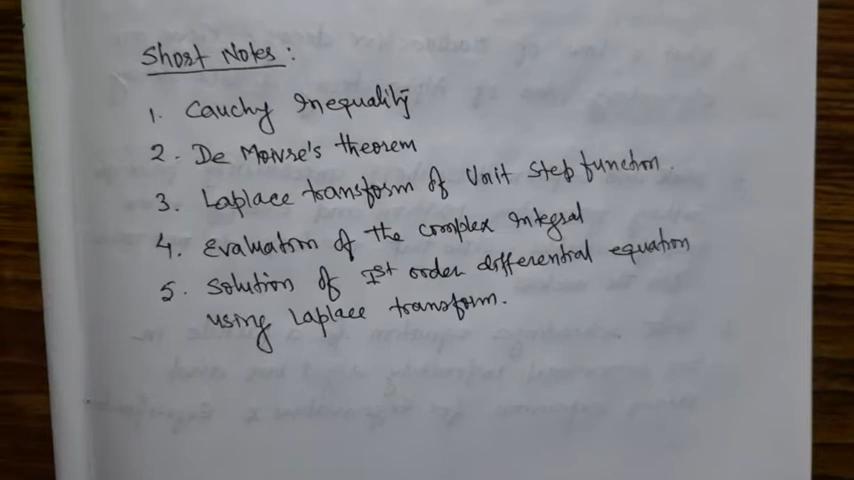 Short Notes:
1. Cauchy Inequality
2. De Moivre's theorem
3. Laplace transform of Unit Step function.
4. Evaluation of the complex Integral
5. Solution of Ist order differential equation
using Laplace transform.